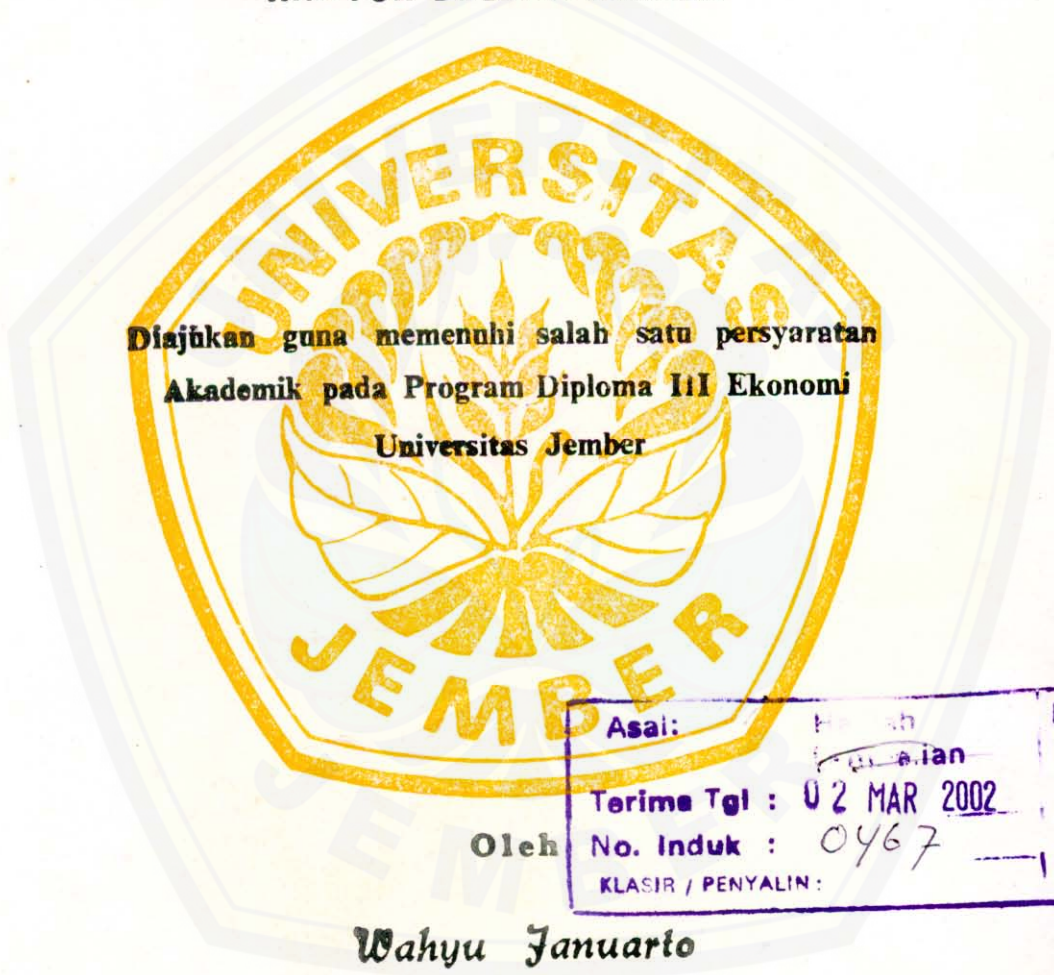 UNIVERSITAS
Diajukan guna memenuhi salah satu persyaratan
Akademik pada Program Diploma III Ekonomi
Universitas Jember
JEMBER
Asal:
Terima Tgl : 02 MAR 2002
No. Induk : 0467
KLASIR / PENYALIN :
Oleh
Wahyu Januarto